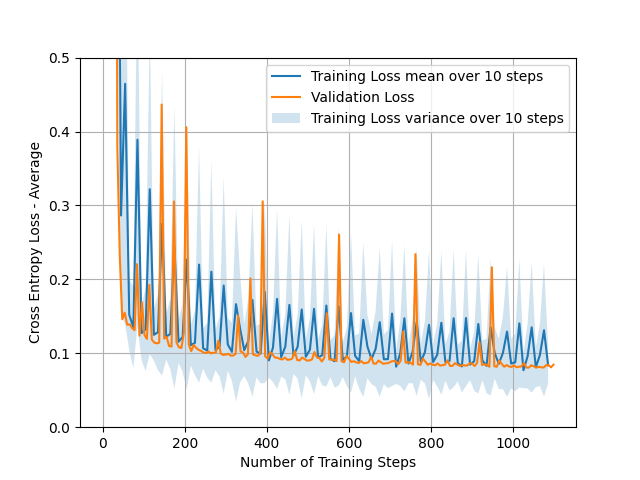 0.5
0.4
0.3
0.2
0.1
0.0
Cross Entropy Loss - Average
Training Loss mean over 10 steps
Validation Loss
Training Loss variance over 10 steps
0
200
400
600
800
1000
Number of Training Steps